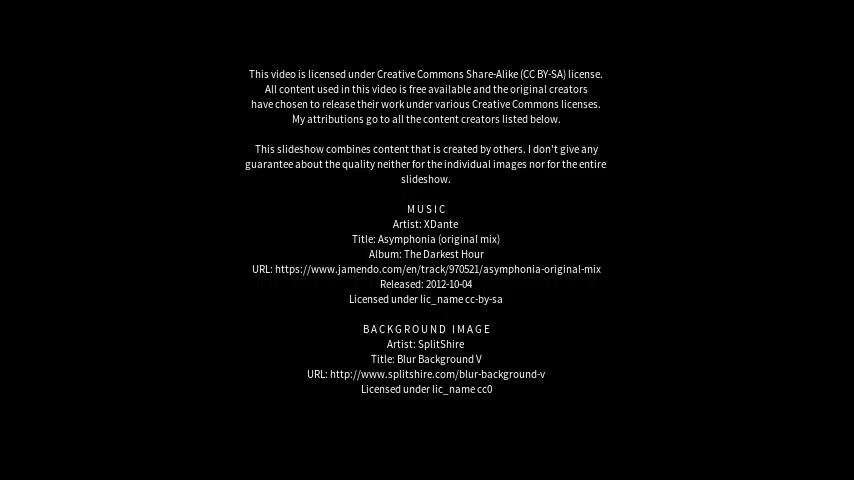 This video is licensed under Creative Commons Share-Alike (CC BY-SA) license.
All content used in this video is free available and the original creators
have chosen to release their work under various Creative Commons licenses.
My attributions go to all the content creators listed below.
This slideshow combines content that is created by others. I don't give any
guarantee about the quality neither for the individual images nor for the entire
slideshow.
MUSIC
Artist: XDante
Title: Asymphonia (original mix)
Album: The Darkest Hour
URL: https://www.jamendo.com/en/track/970521/asymphonia-original-mix
Released: 2012-10-04
Licensed under lic_name cc-by-sa
BACKGROUND IMAGE
Artist: SplitShire
Title: Blur Background V
URL: http://www.splitshire.com/blur-background-v
Licensed under lic_name cc0